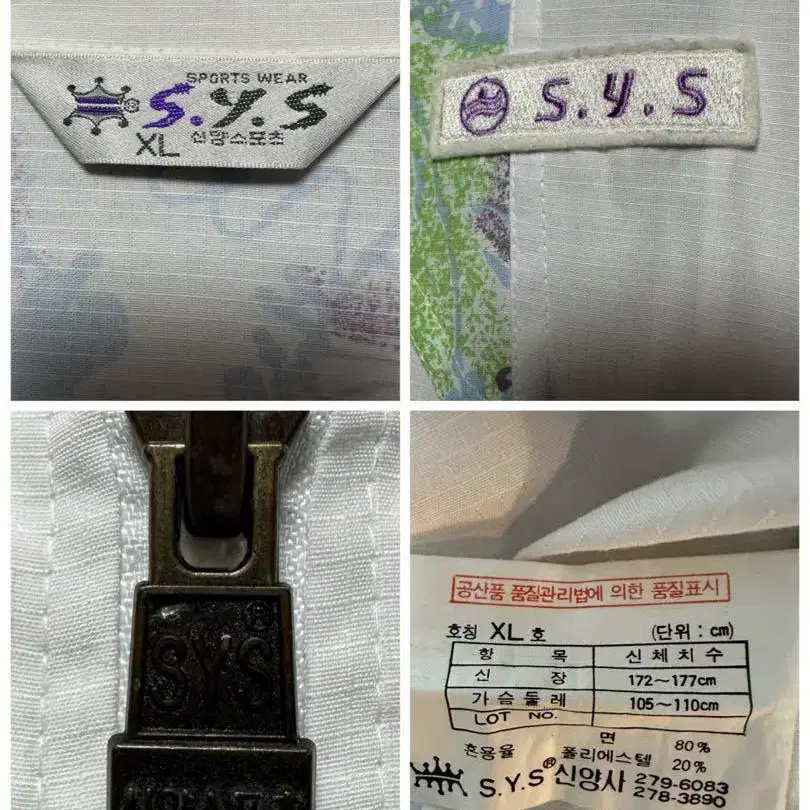 SPORTS WEAR
® S.Y.S
XL 신양스포츠
S.Y.S
®
SYS
공산품 품질관리법에 의한 품질표시
호칭 XL 호 (단위 : cm)
항 목 신 체 치 수
신 장 172~177cm
가 슴 둘 레 105~110cm
LOT NO.
혼용율 면 80%
폴리에스텔 20%
S.Y.S® 신양사 279-6083
278-3890